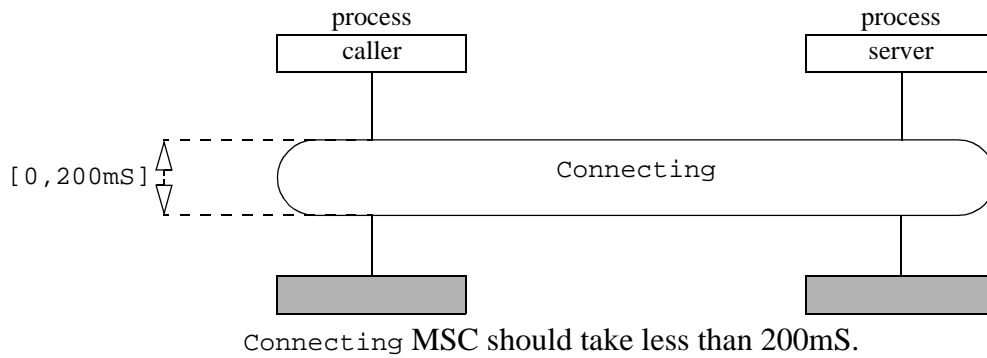 process process
caller server
[0,200mS] Connecting
Connecting MSC should take less than 200mS.